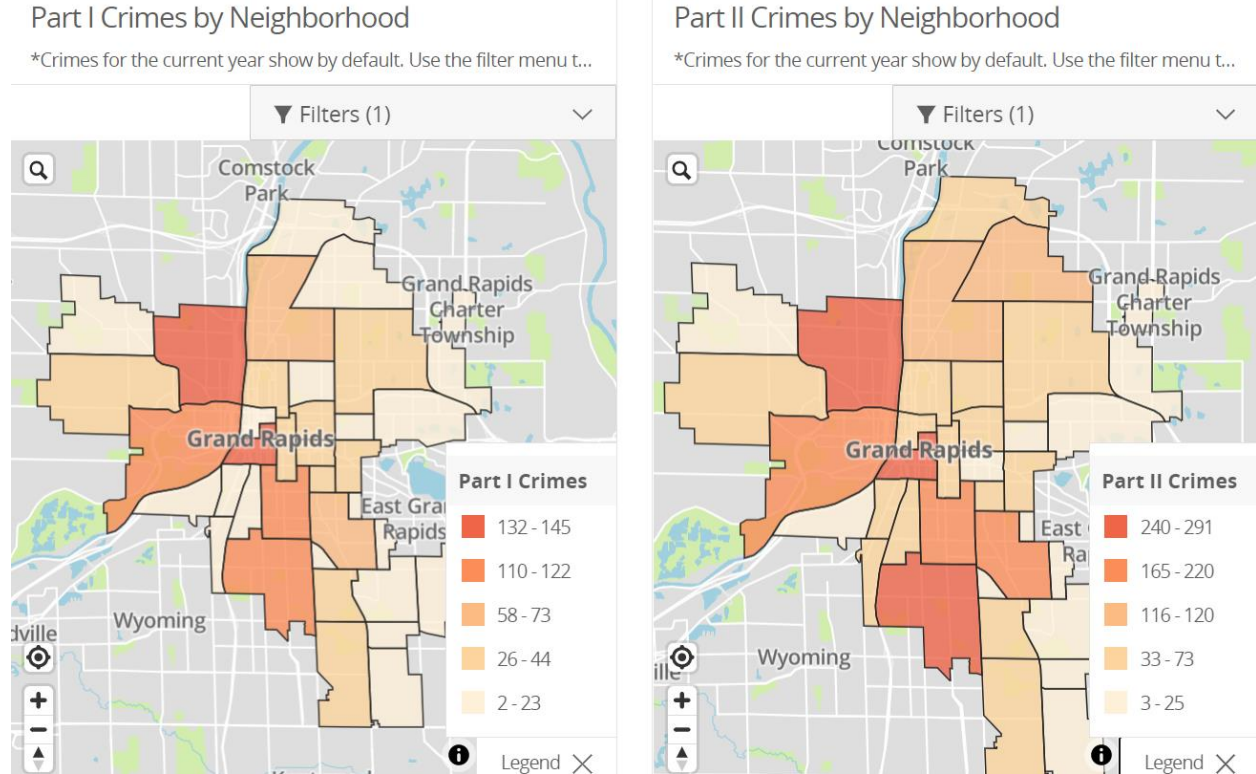 Part I Crimes by Neighborhood
*Crimes for the current year show by default. Use the filter menu t...
Filters (1)
Comstock
Park
Grand Rapids
Charter
Township
Grand Rapids
East Gra
Rapids
Wyoming
dville
Part I Crimes
132 - 145
110 - 122
58 - 73
26 - 44
2 - 23
Legend
Part II Crimes by Neighborhood
*Crimes for the current year show by default. Use the filter menu t...
Filters (1)
Comstock
Park
Grand Rapids
Charter
Township
Grand Rapids
East
Ra
Wyoming
ille
Part II Crimes
240 - 291
165 - 220
116 - 120
33 - 73
3 - 25
Legend